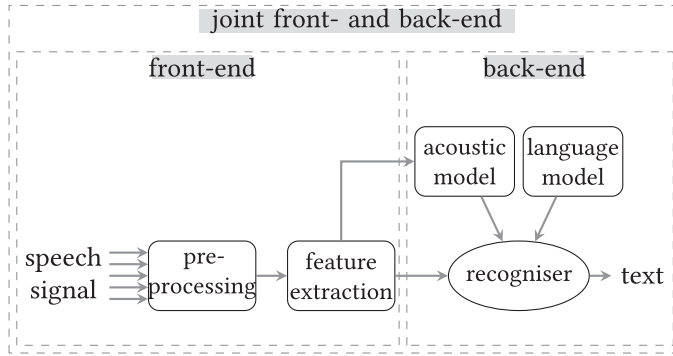 joint front- and back-end
front-end
back-end
acoustic
model
language
model
speech
signal
pre-
processing
feature
extraction
recogniser
text